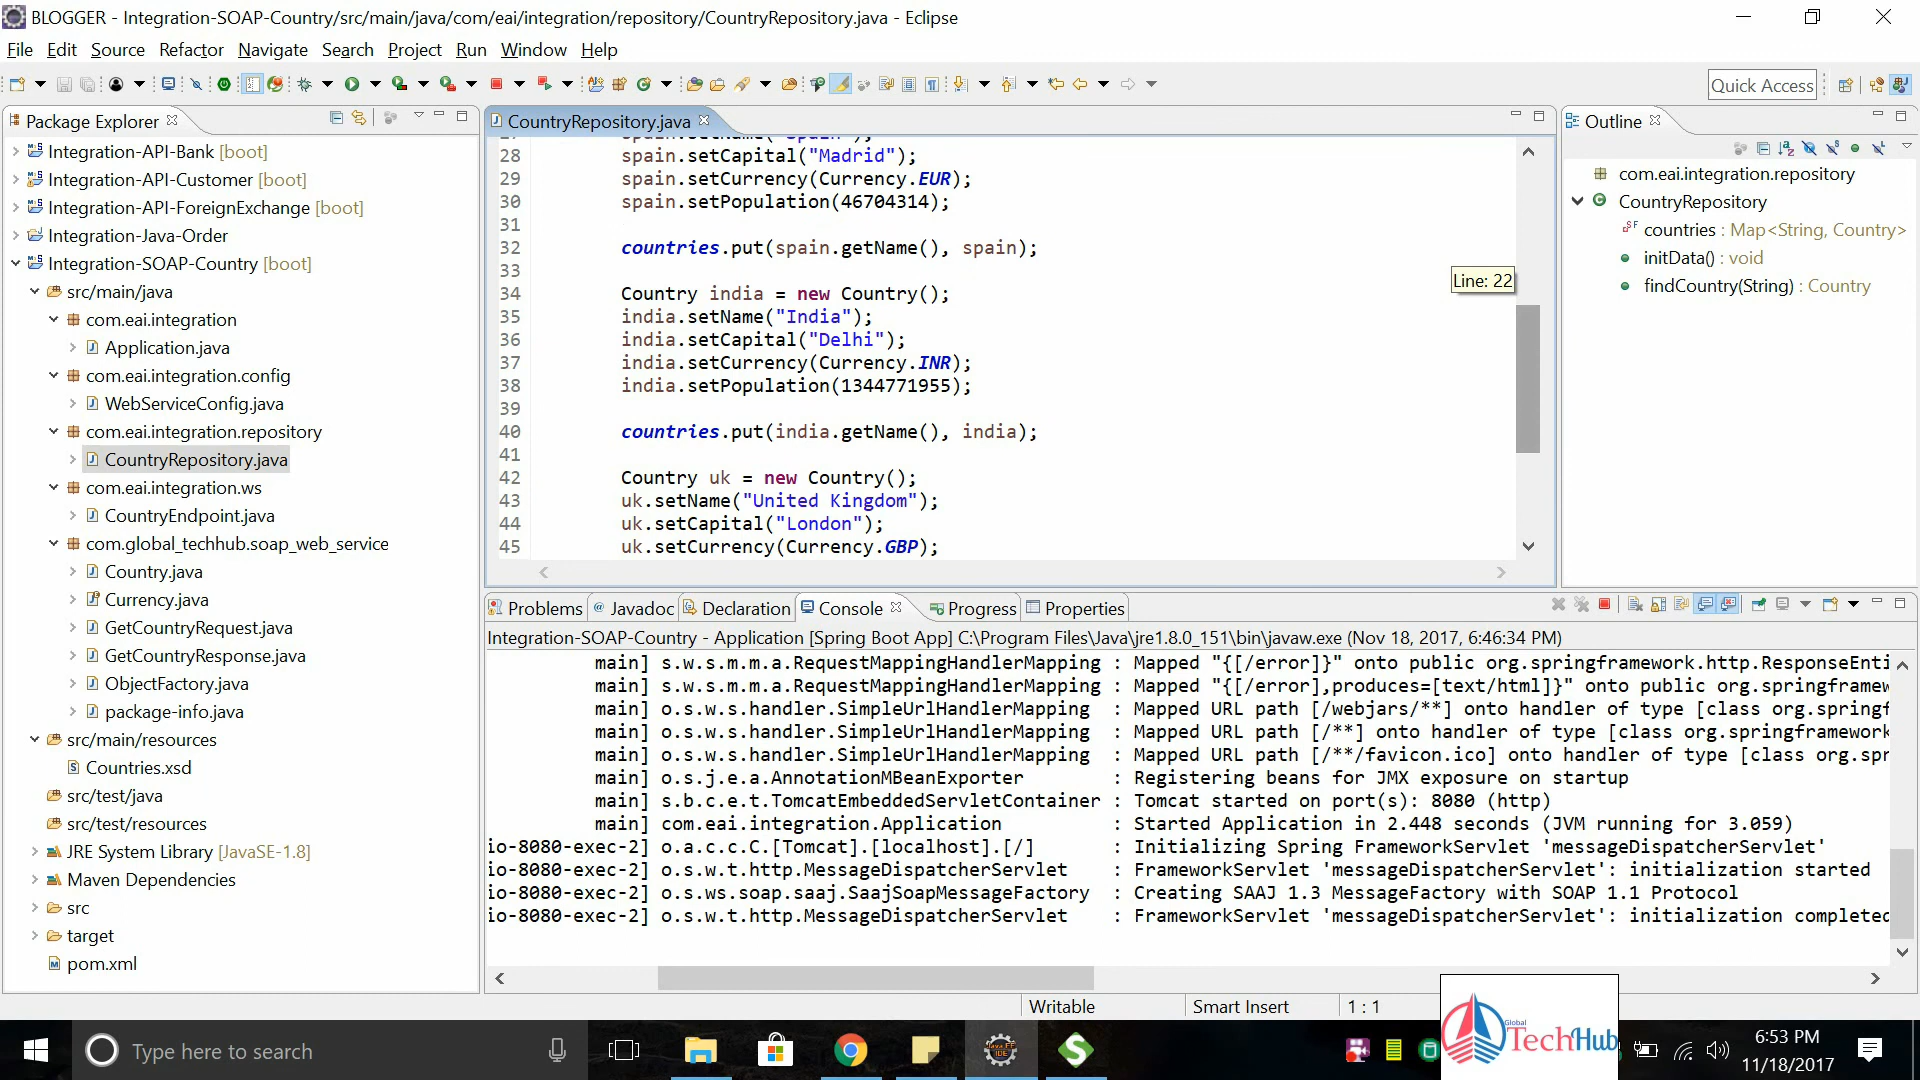 BLOGGER - Integration-SOAP-Country/src/main/java/com/eai/integration/repository/CountryRepository.java - Eclipse
File Edit Source Refactor Navigate Search Project Run Window Help
Quick Access
Package Explorer
Integration-API-Bank [boot]
Integration-API-Customer [boot]
Integration-API-ForeignExchange [boot]
Integration-Java-Order
Integration-SOAP-Country [boot]
src/main/java
com.eai.integration
Application.java
com.eai.integration.config
WebServiceConfig.java
com.eai.integration.repository
CountryRepository.java
com.eai.integration.ws
CountryEndpoint.java
com.global_techhub.soap_web_service
Country.java
Currency.java
GetCountryRequest.java
GetCountryResponse.java
ObjectFactory.java
package-info.java
src/main/resources
Countries.xsd
src/test/java
src/test/resources
JRE System Library [JavaSE-1.8]
Maven Dependencies
src
target
pom.xml
CountryRepository.java
28 spain.setCapital("Madrid");
29 spain.setCurrency(Currency.EUR);
30 spain.setPopulation(46704314);
31
32 countries.put(spain.getName(), spain);
33
34 Country india = new Country();
35 india.setName("India");
36 india.setCapital("Delhi");
37 india.setCurrency(Currency.INR);
38 india.setPopulation(1344771955);
39
40 countries.put(india.getName(), india);
41
42 Country uk = new Country();
43 uk.setName("United Kingdom");
44 uk.setCapital("London");
45 uk.setCurrency(Currency.GBP);
Line: 22
Outline
com.eai.integration.repository
CountryRepository
countries : Map<String, Country>
initData() : void
findCountry(String) : Country
Problems Javadoc Declaration Console Progress Properties
Integration-SOAP-Country - Application [Spring Boot App] C:\Program Files\Java\jre1.8.0_151\bin\javaw.exe (Nov 18, 2017, 6:46:34 PM)
main] s.w.s.m.m.a.RequestMappingHandlerMapping : Mapped "{[/error]}" onto public org.springframework.http.ResponseEnti
main] s.w.s.m.m.a.RequestMappingHandlerMapping : Mapped "{[/error],produces=[text/html]}" onto public org.springframew
main] o.s.w.s.handler.SimpleUrlHandlerMapping : Mapped URL path [/webjars/**] onto handler of type [class org.springf
main] o.s.w.s.handler.SimpleUrlHandlerMapping : Mapped URL path [/**] onto handler of type [class org.springframework
main] o.s.w.s.handler.SimpleUrlHandlerMapping : Mapped URL path [/**/favicon.ico] onto handler of type [class org.spr
main] o.s.j.e.a.AnnotationMBeanExporter : Registering beans for JMX exposure on startup
main] s.b.c.e.t.TomcatEmbeddedServletContainer : Tomcat started on port(s): 8080 (http)
main] com.eai.integration.Application : Started Application in 2.448 seconds (JVM running for 3.059)
io-8080-exec-2] o.a.c.c.C.[Tomcat].[localhost].[/] : Initializing Spring FrameworkServlet 'messageDispatcherServlet'
io-8080-exec-2] o.s.w.t.http.MessageDispatcherServlet : FrameworkServlet 'messageDispatcherServlet': initialization started
io-8080-exec-2] o.s.ws.soap.saaj.SaajSoapMessageFactory : Creating SAAJ 1.3 MessageFactory with SOAP 1.1 Protocol
io-8080-exec-2] o.s.w.t.http.MessageDispatcherServlet : FrameworkServlet 'messageDispatcherServlet': initialization completed
Writable Smart Insert 1 : 1
Type here to search
Global
TechHub
6:53 PM
11/18/2017